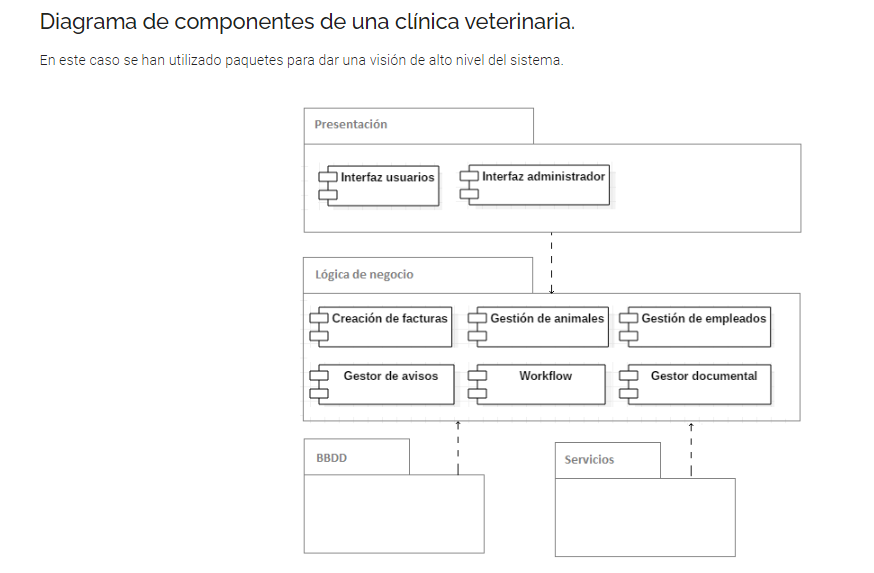 Diagrama de componentes de una clínica veterinaria.
En este caso se han utilizado paquetes para dar una visión de alto nivel del sistema.
Presentación
Interfaz usuarios
Interfaz administrador
Lógica de negocio
Creación de facturas
Gestión de animales
Gestión de empleados
Gestor de avisos
Workflow
Gestor documental
BBDD
Servicios